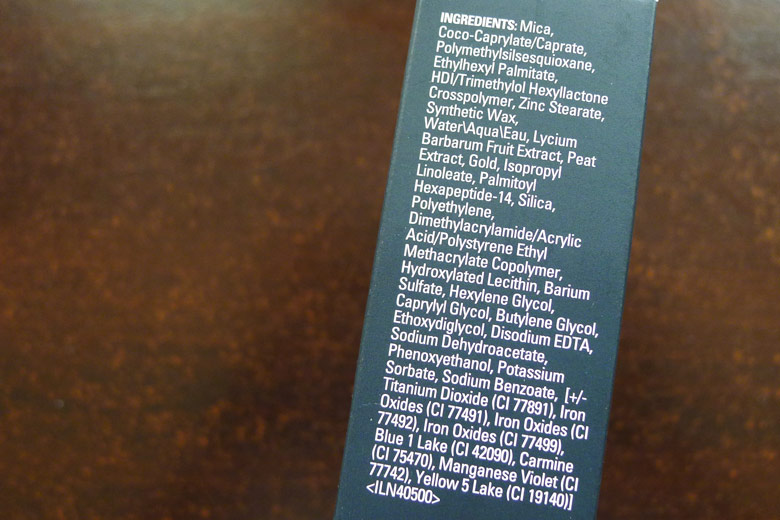 INGREDIENTS: Mica,
Coco-Caprylate/Caprate,
Polymethylsilsesquioxane,
Ethylhexyl Palmitate,
HDI/Trimethylol Hexyllactone
Crosspolymer, Zinc Stearate,
Synthetic Wax,
Water\Aqua\Eau, Lycium
Barbarum Fruit Extract, Peat
Extract, Gold, Isopropyl
Linoleate, Palmitoyl
Hexapeptide-14, Silica,
Polyethylene,
Dimethylacrylamide/Acrylic
Acid/Polystyrene Ethyl
Methacrylate Copolymer,
Hydroxylated Lecithin, Barium
Sulfate, Hexylene Glycol,
Caprylyl Glycol, Butylene Glycol,
Ethoxydiglycol, Disodium EDTA,
Sodium Dehydroacetate,
Phenoxyethanol, Potassium
Sorbate, Sodium Benzoate, [+/-
Titanium Dioxide (CI 77891), Iron
Oxides (CI 77491), Iron Oxides (CI
77492), Iron Oxides (CI 77499),
Blue 1 Lake (CI 42090), Carmine
(CI 75470), Manganese Violet (CI
77742), Yellow 5 Lake (CI 19140)]
<ILN40500>